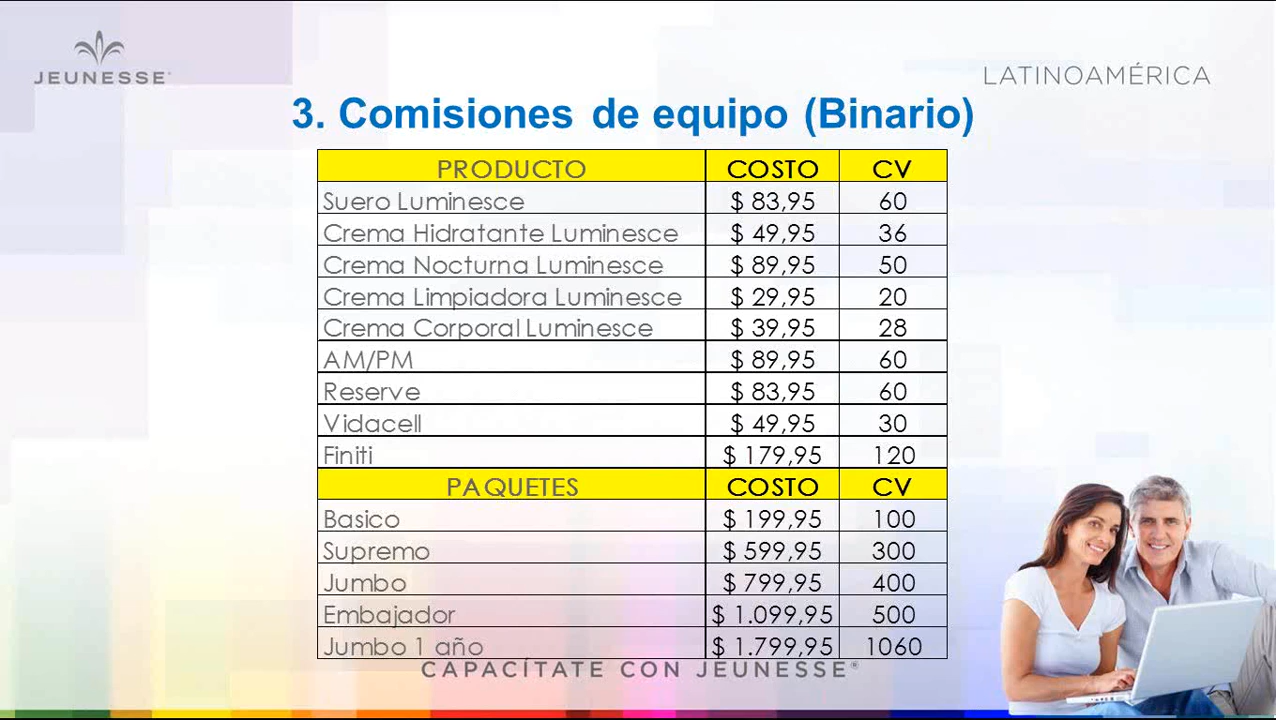 JEUNESSE
LATINOAMÉRICA
3. Comisiones de equipo (Binario)
PRODUCTO COSTO CV
Suero Luminesce $ 83,95 60
Crema Hidratante Luminesce $ 49,95 36
Crema Nocturna Luminesce $ 89,95 50
Crema Limpiadora Luminesce $ 29,95 20
Crema Corporal Luminesce $ 39,95 28
AM/PM $ 89,95 60
Reserve $ 83,95 60
Vidacell $ 49,95 30
Finiti $ 179,95 120
PAQUETES COSTO CV
Basico $ 199,95 100
Supremo $ 599,95 300
Jumbo $ 799,95 400
Embajador $ 1.099,95 500
Jumbo 1 año $ 1.799,95 1060
CAPACÍTATE CON JEUNESSE®